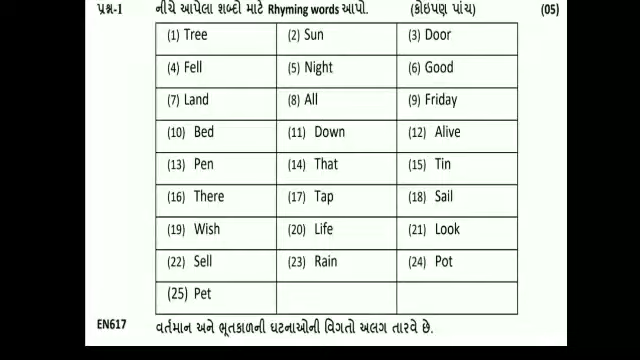 પ્રશ્ન-1 નીચે આપેલા શબ્દો માટે Rhyming words આપો. (કોઇપણ પાંચ) (05)
(1) Tree (2) Sun (3) Door
(4) Fell (5) Night (6) Good
(7) Land (8) All (9) Friday
(10) Bed (11) Down (12) Alive
(13) Pen (14) That (15) Tin
(16) There (17) Tap (18) Sail
(19) Wish (20) Life (21) Look
(22) Sell (23) Rain (24) Pot
(25) Pet
EN617 વર્તમાન અને ભૂતકાળની ઘટનાઓની વિગતો અલગ તારવે છે.